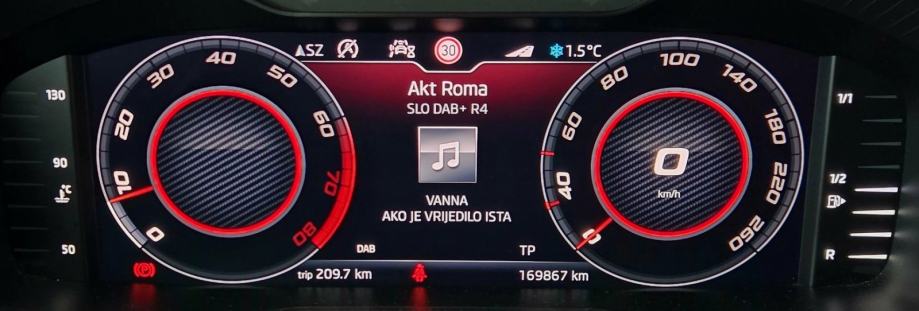 130
90
°C
50
0
10
20
30
40
50
60
70
80
SZ
A
30
1.5°C
Akt Roma
SLO DAB+ R4
VANNA
AKO JE VRIJEDILO ISTA
DAB
TP
trip 209.7 km
169867 km
(P)
0
40
60
80
100
140
180
220
260
0
km/h
1/1
1/2
R